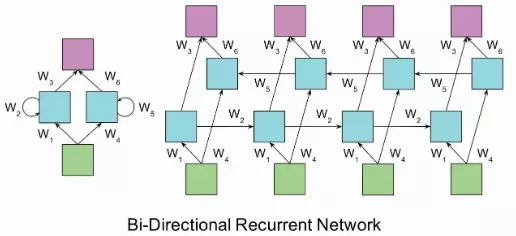 W3 W6 W3 W6 W3 W6 W3 W6
W5 W5 W5
W3 W6
W2 W5
W2 W2 W2
W1 W4
W1 W4 W1 W4 W1 W4 W1 W4
Bi-Directional Recurrent Network